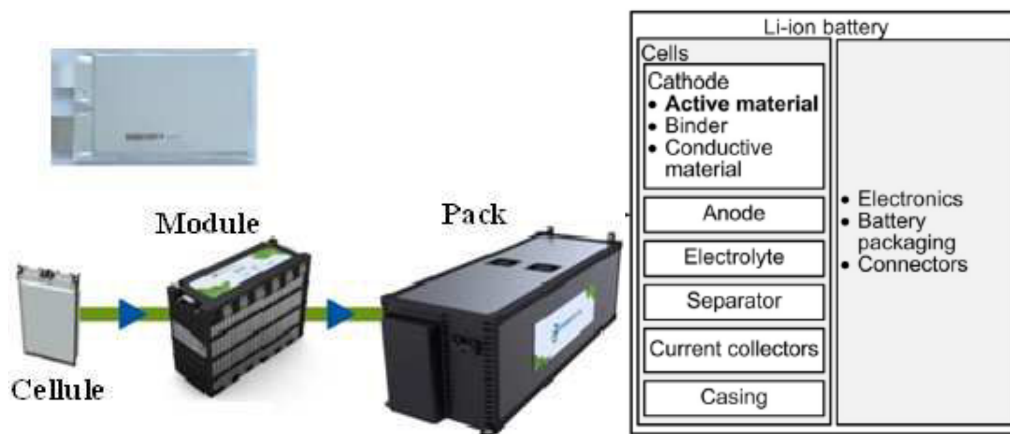 Module
Pack
Cellule
Li-ion battery
Cells
Cathode
• Active material
• Binder
• Conductive
material
Anode
Electrolyte
Separator
Current collectors
Casing
• Electronics
• Battery
packaging
• Connectors